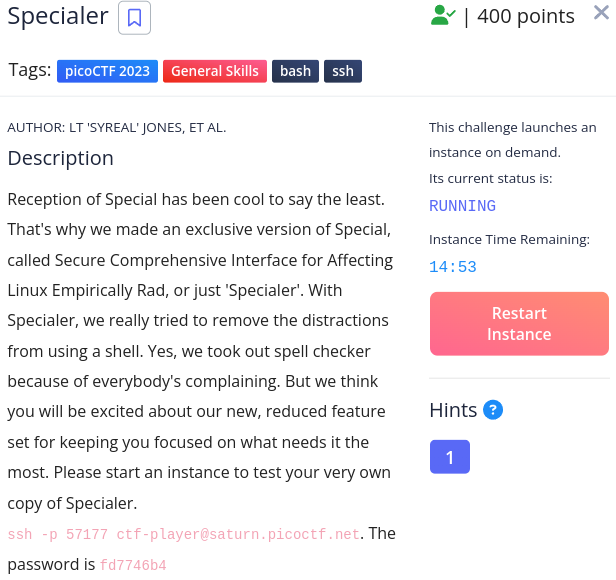 Specialer
| 400 points
Tags: picoCTF 2023 General Skills bash ssh
AUTHOR: LT 'SYREAL' JONES, ET AL.
Description
Reception of Special has been cool to say the least.
That's why we made an exclusive version of Special,
called Secure Comprehensive Interface for Affecting
Linux Empirically Rad, or just 'Specialer'. With
Specialer, we really tried to remove the distractions
from using a shell. Yes, we took out spell checker
because of everybody's complaining. But we think
you will be excited about our new, reduced feature
set for keeping you focused on what needs it the
most. Please start an instance to test your very own
copy of Specialer.
ssh -p 57177 ctf-player@saturn.picoctf.net. The
password is fd7746b4
This challenge launches an
instance on demand.
Its current status is:
RUNNING
Instance Time Remaining:
14:53
Restart
Instance
Hints ?
1